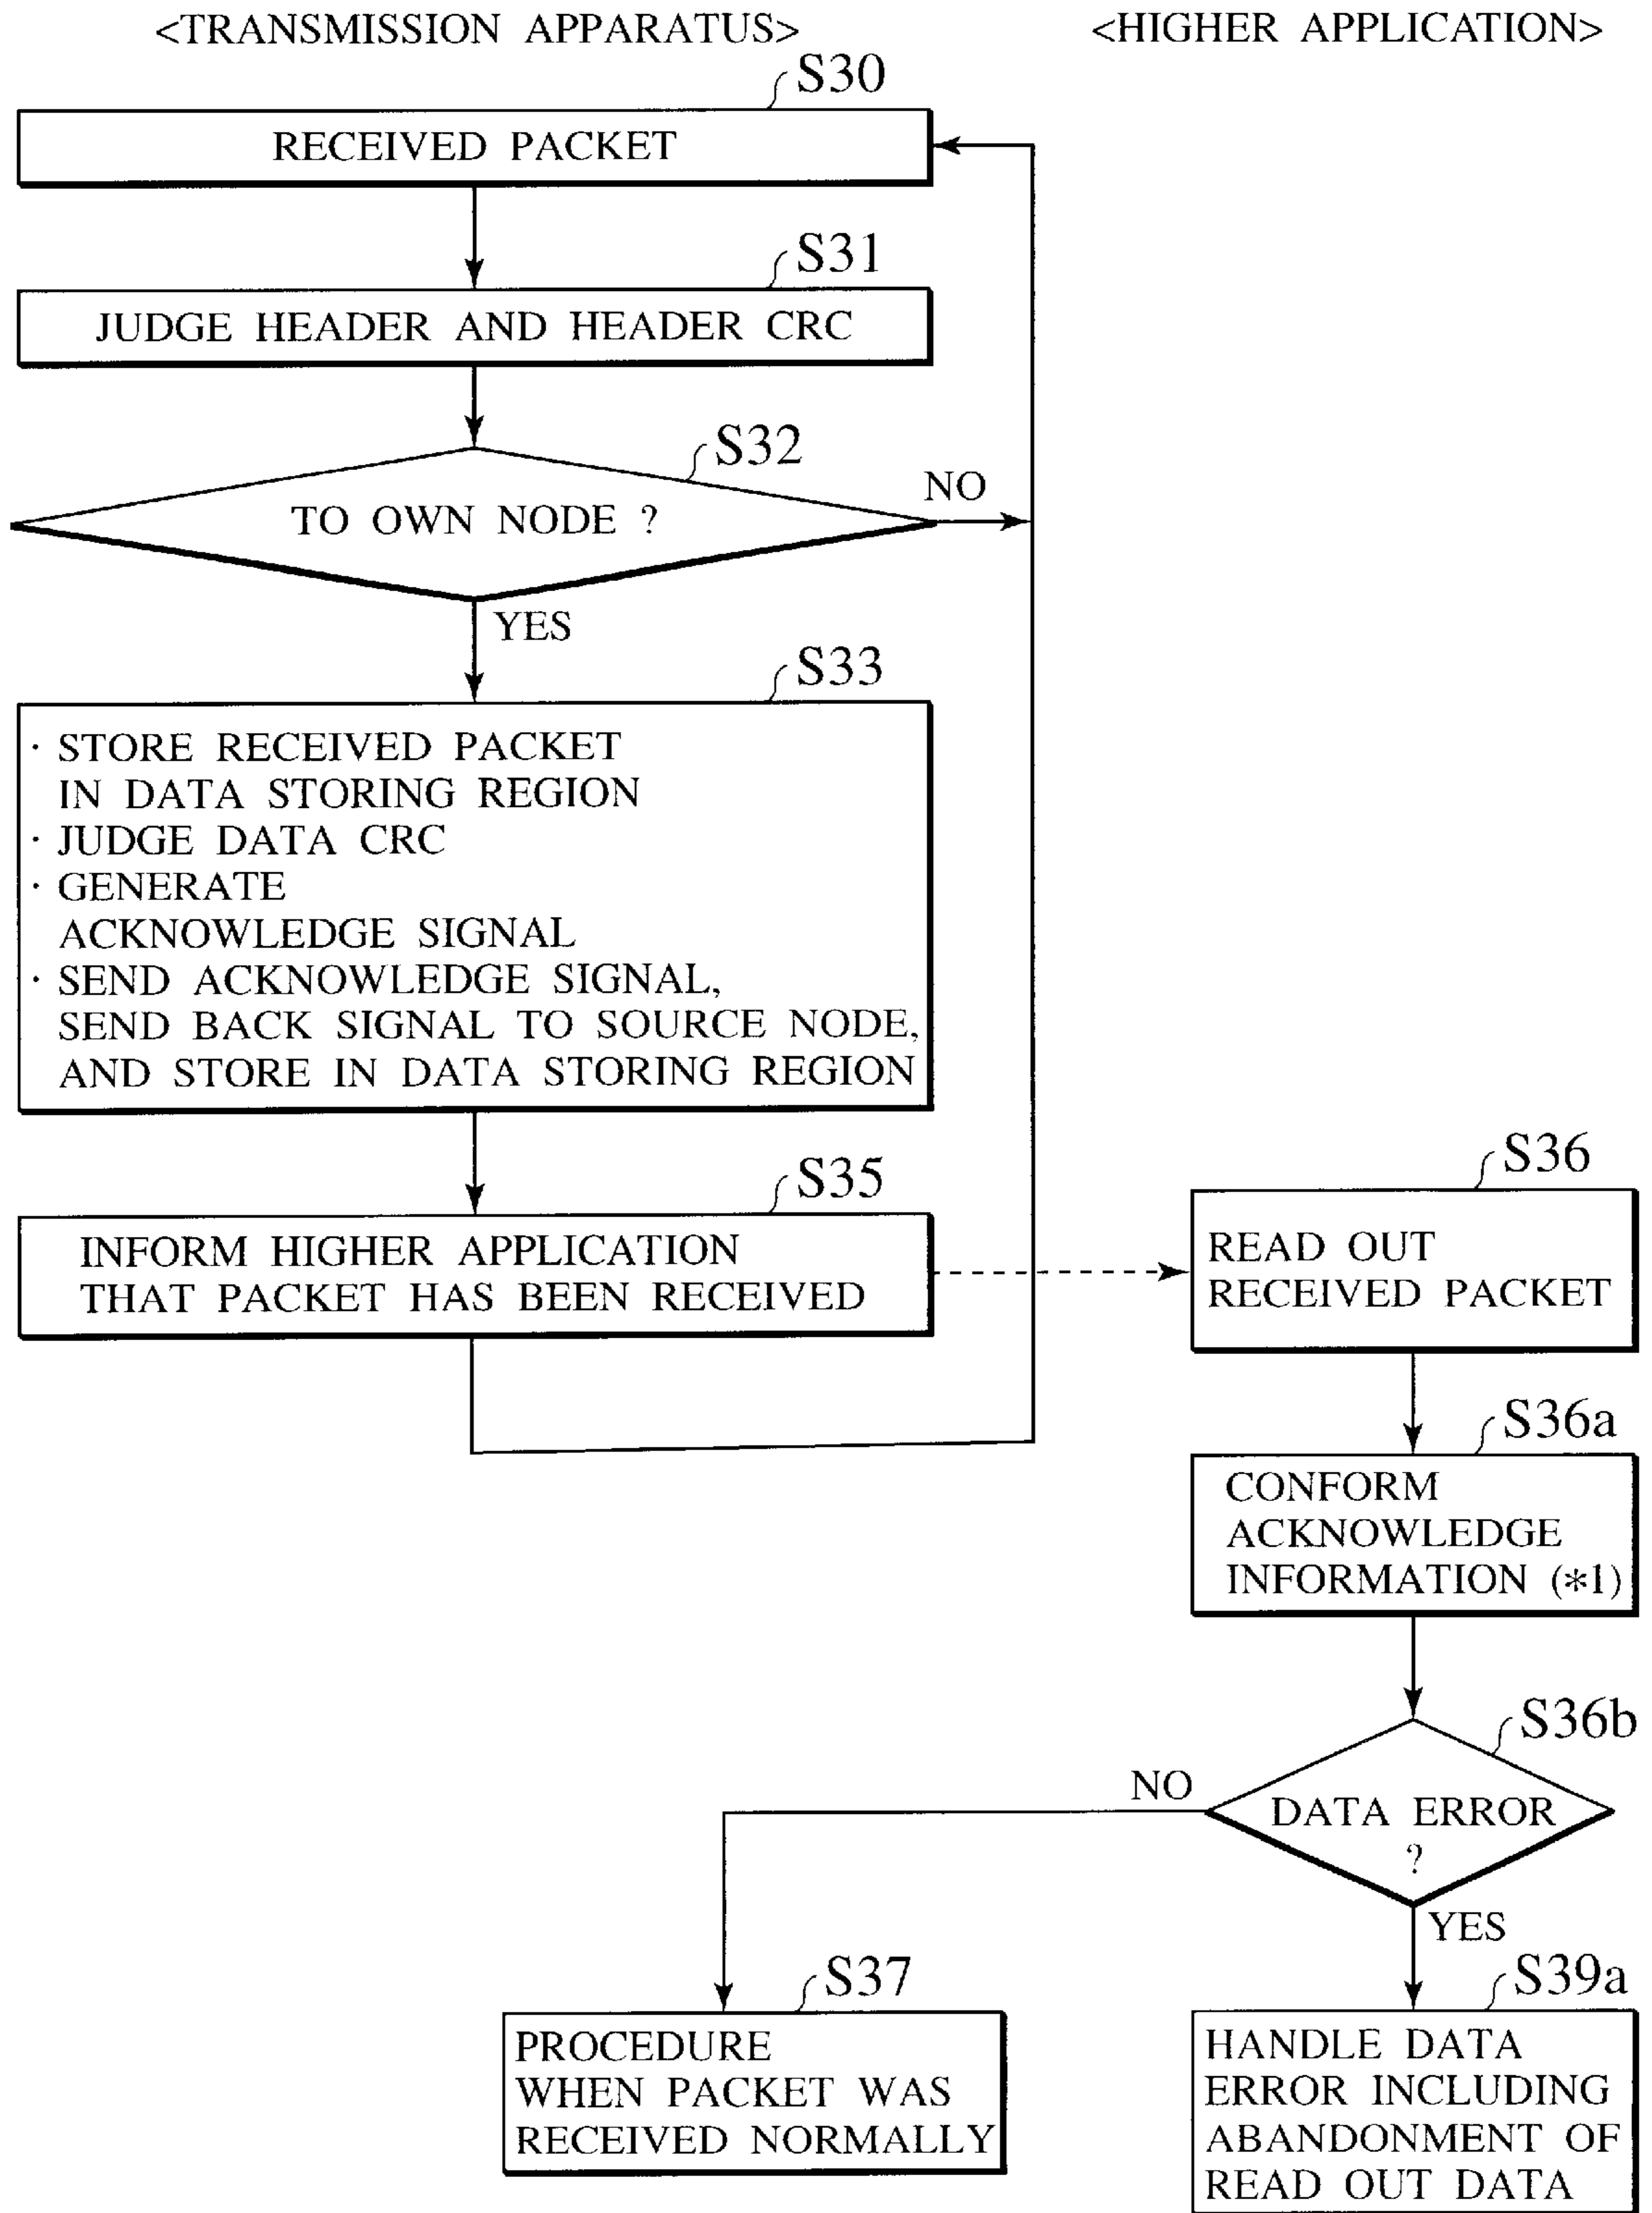 <TRANSMISSION APPARATUS>
<HIGHER APPLICATION>
S30
RECEIVED PACKET
S31
JUDGE HEADER AND HEADER CRC
S32
TO OWN NODE ?
NO
YES
S33
· STORE RECEIVED PACKET
IN DATA STORING REGION
· JUDGE DATA CRC
· GENERATE
ACKNOWLEDGE SIGNAL
· SEND ACKNOWLEDGE SIGNAL,
SEND BACK SIGNAL TO SOURCE NODE,
AND STORE IN DATA STORING REGION
S35
INFORM HIGHER APPLICATION
THAT PACKET HAS BEEN RECEIVED
S36
READ OUT
RECEIVED PACKET
S36a
CONFORM
ACKNOWLEDGE
INFORMATION (*1)
S36b
DATA ERROR
?
NO
YES
S37
PROCEDURE
WHEN PACKET WAS
RECEIVED NORMALLY
S39a
HANDLE DATA
ERROR INCLUDING
ABANDONMENT OF
READ OUT DATA